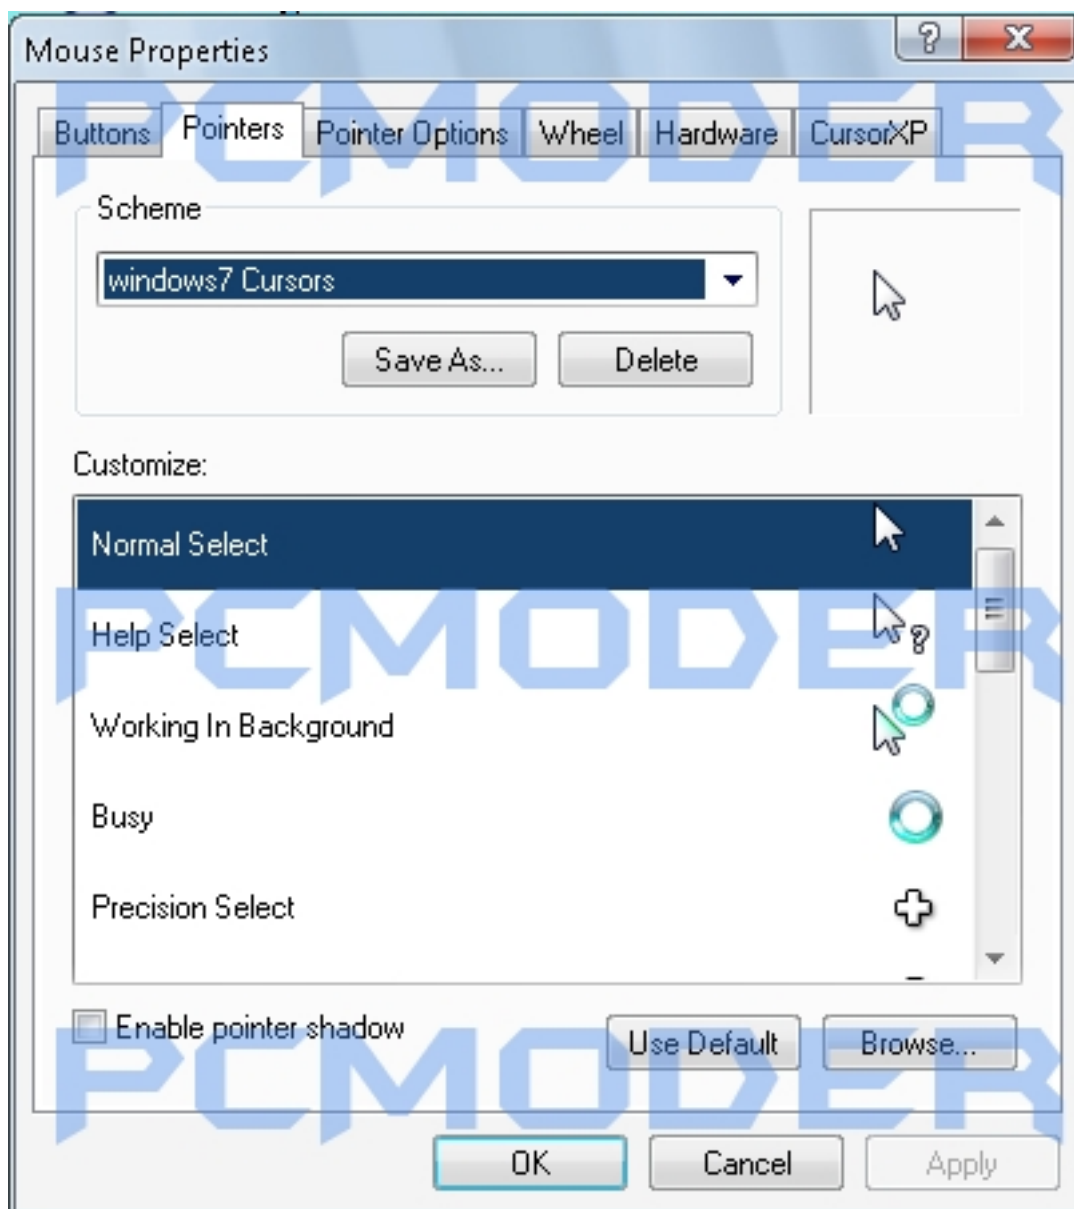 Mouse Properties
Buttons Pointers Pointer Options Wheel Hardware CursorXP
PCMODER
Scheme
windows7 Cursors
Save As... Delete
Customize:
Normal Select
PCMODER
Help Select
Working In Background
Busy
Precision Select
Enable pointer shadow
Use Default Browse...
PCMODER
OK Cancel Apply